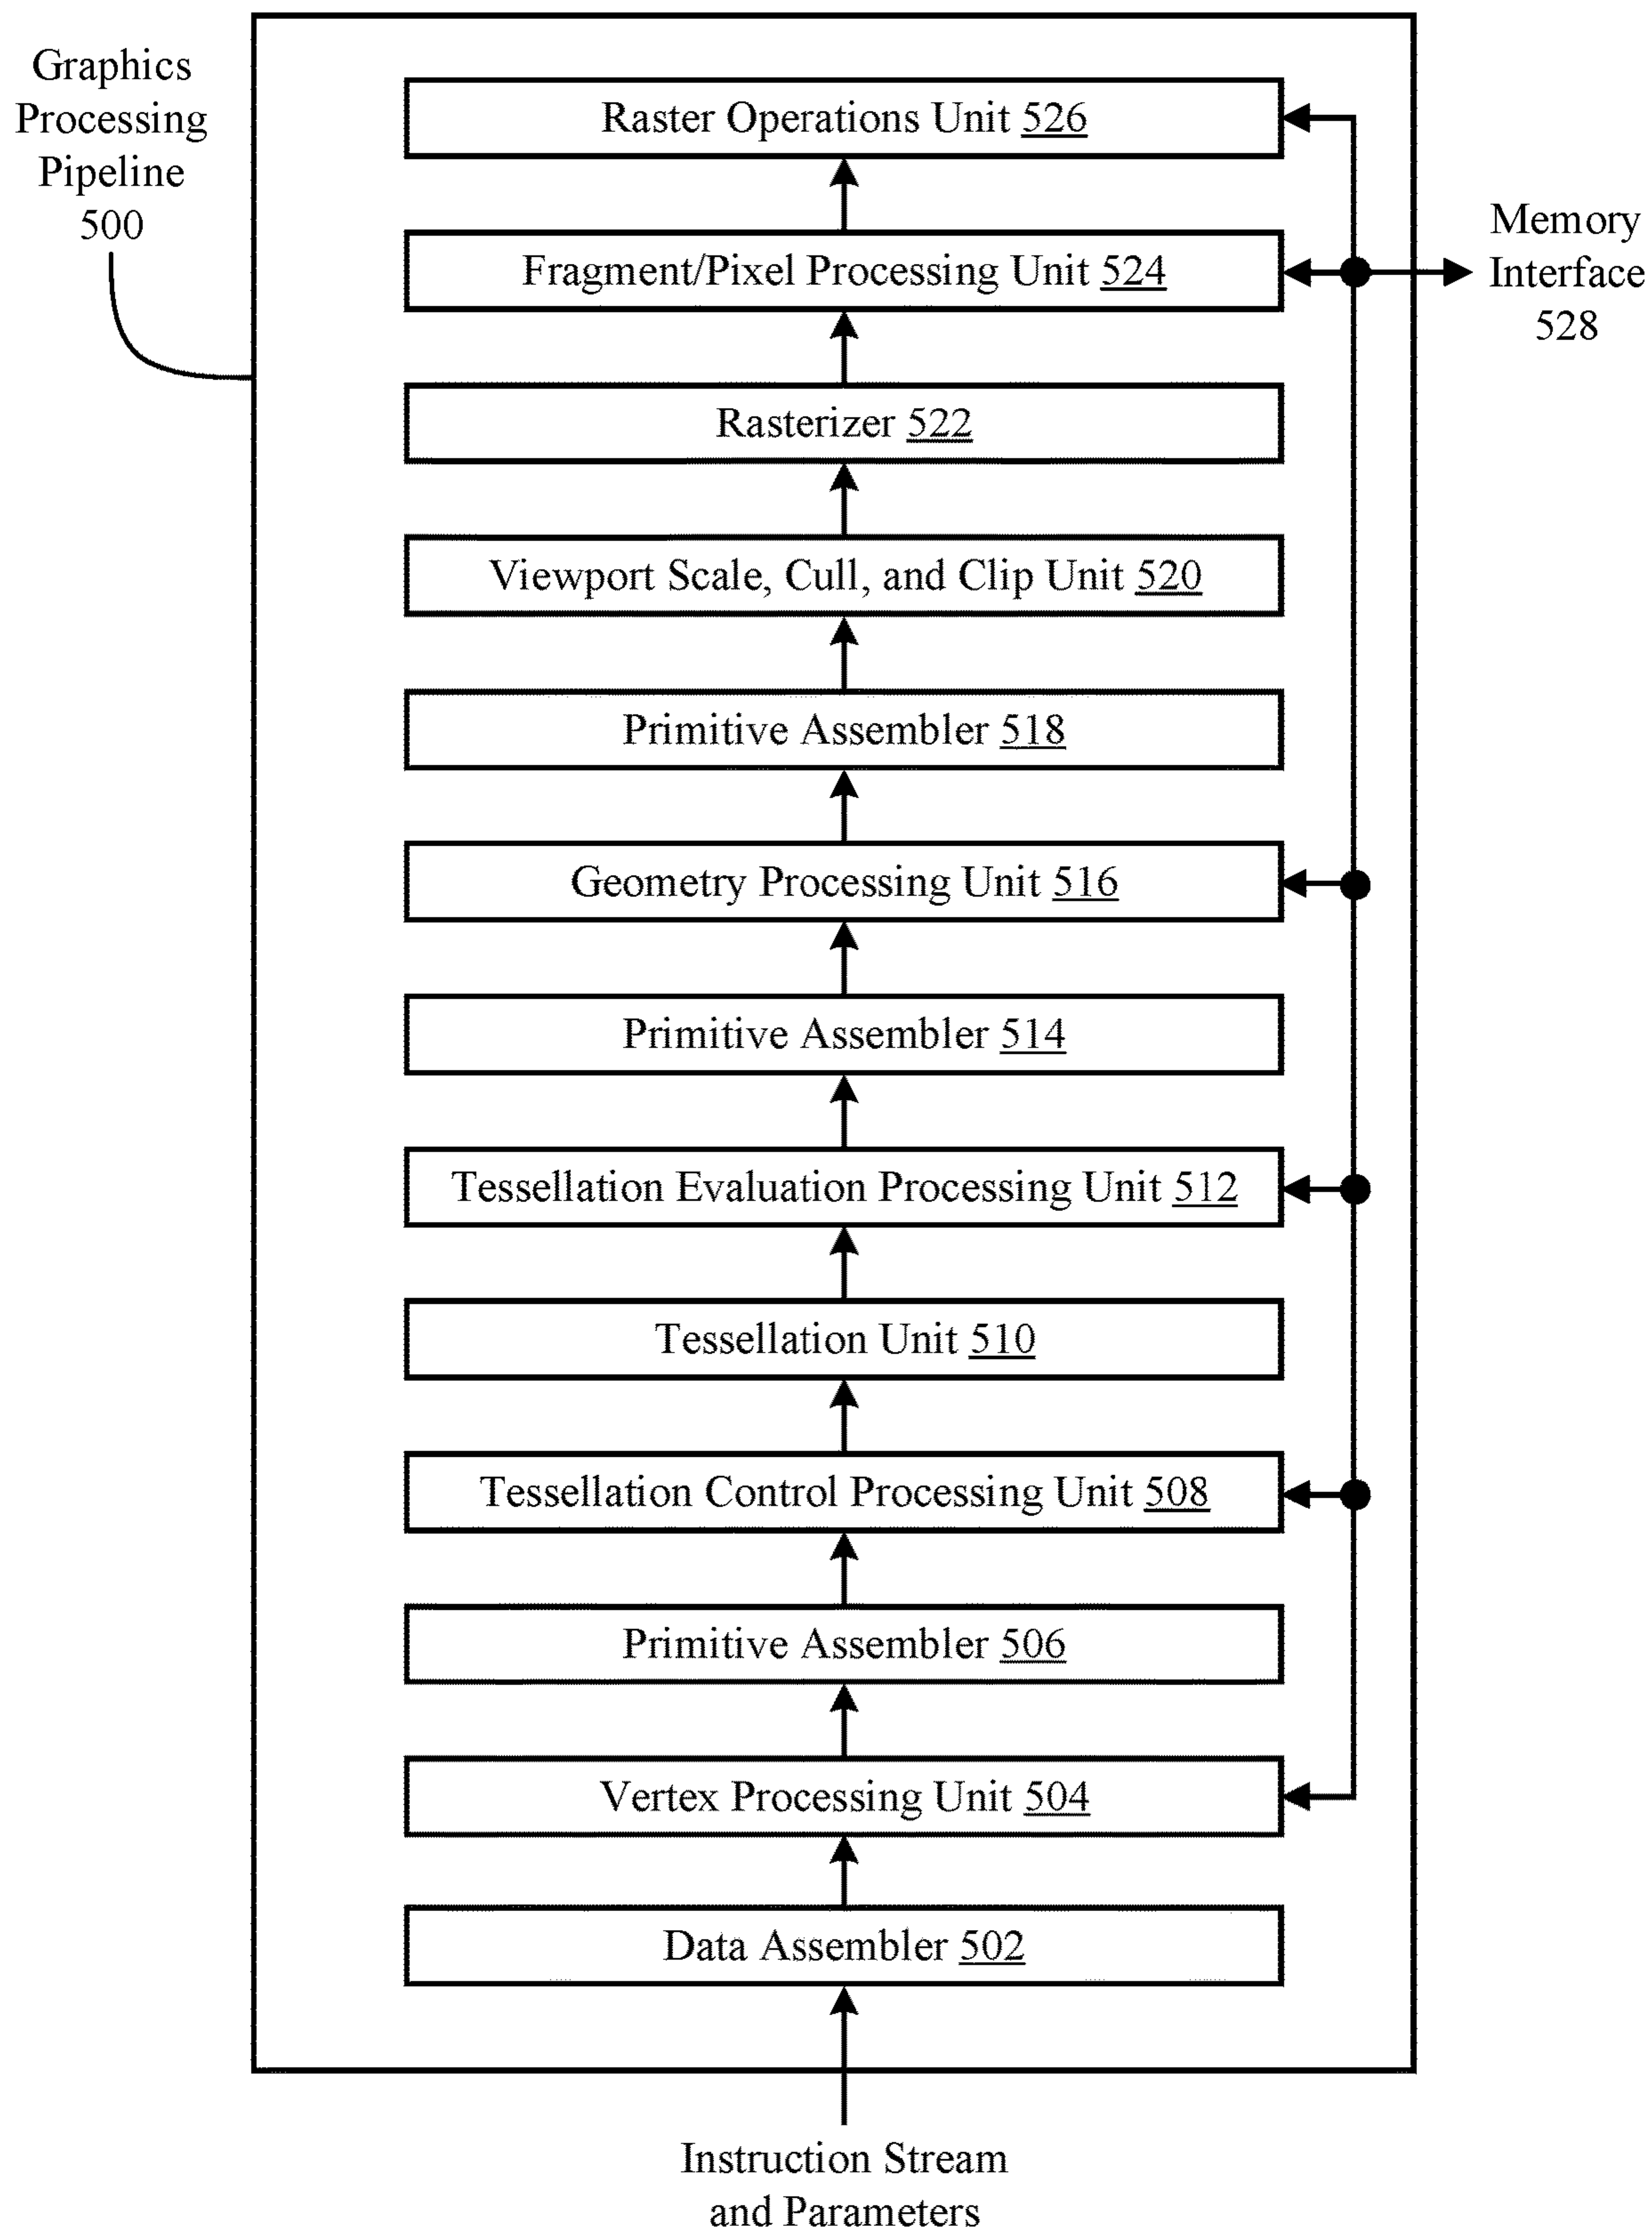 Graphics
Processing
Pipeline
500
Raster Operations Unit 526
Fragment/Pixel Processing Unit 524
Memory
Interface
528
Rasterizer 522
Viewport Scale, Cull, and Clip Unit 520
Primitive Assembler 518
Geometry Processing Unit 516
Primitive Assembler 514
Tessellation Evaluation Processing Unit 512
Tessellation Unit 510
Tessellation Control Processing Unit 508
Primitive Assembler 506
Vertex Processing Unit 504
Data Assembler 502
Instruction Stream
and Parameters